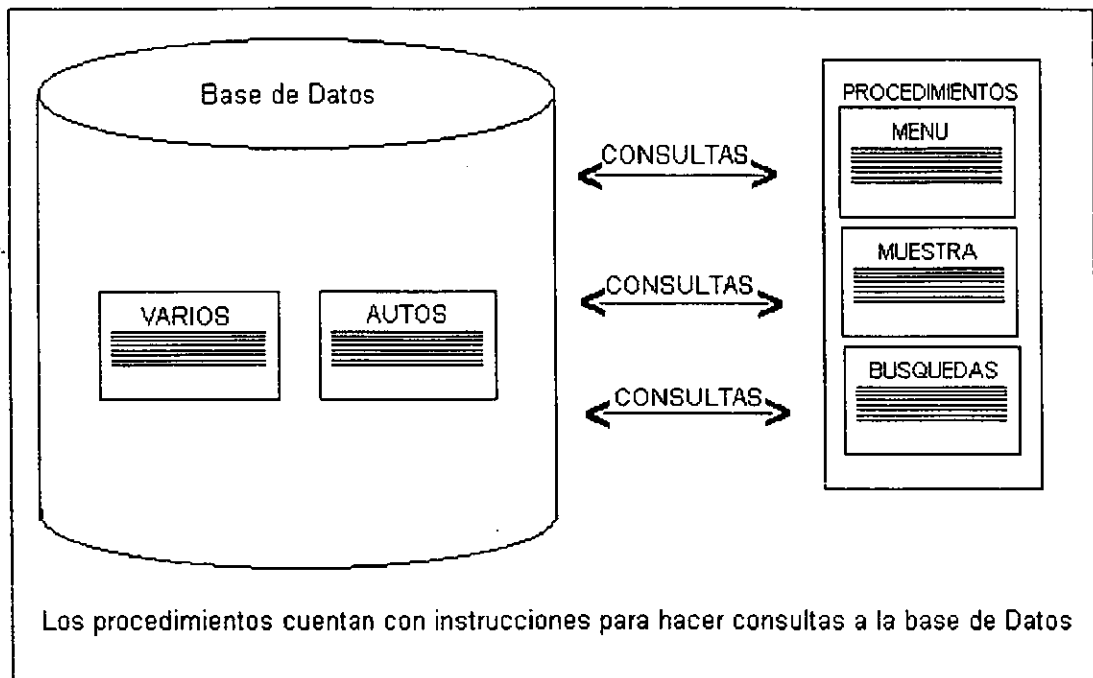 Base de Datos
PROCEDIMIENTOS
MENU
CONSULTAS
MUESTRA
CONSULTAS
VARIOS
AUTOS
BUSQUEDAS
CONSULTAS
Los procedimientos cuentan con instrucciones para hacer consultas a la base de Datos